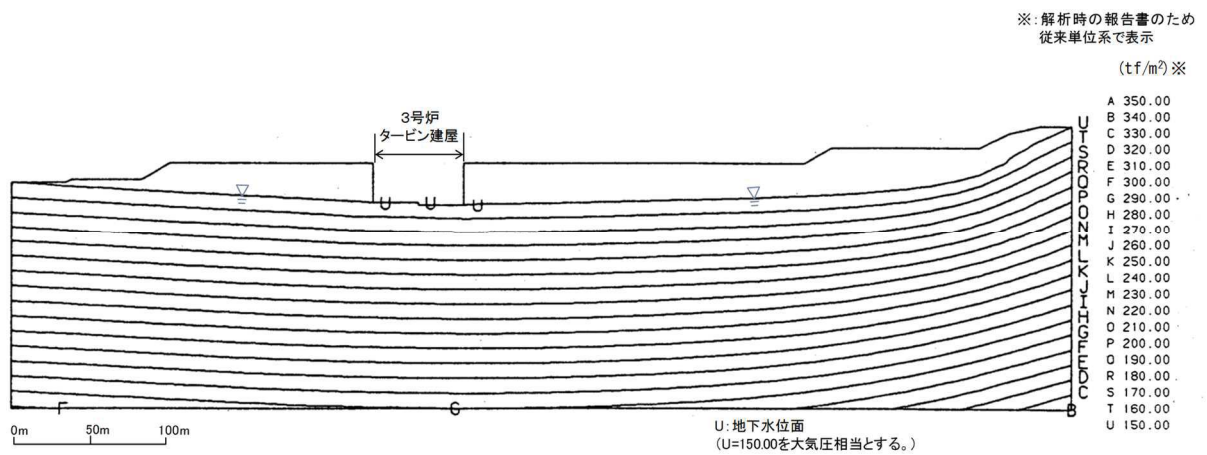 ※:解析時の報告書のため
従来単位系で表示
(tf/m²)※
3号炉
タービン建屋
A 350.00
B 340.00
C 330.00
D 320.00
E 310.00
F 300.00
G 290.00
H 280.00
I 270.00
J 260.00
K 250.00
L 240.00
M 230.00
N 220.00
O 210.00
P 200.00
Q 190.00
R 180.00
S 170.00
T 160.00
U 150.00
U
T
S
R
Q
P
O
N
M
L
K
J
I
H
G
F
E
D
C
B
U U U
F
G
0m 50m 100m
U:地下水位面
(U=150.00を大気圧相当とする。)